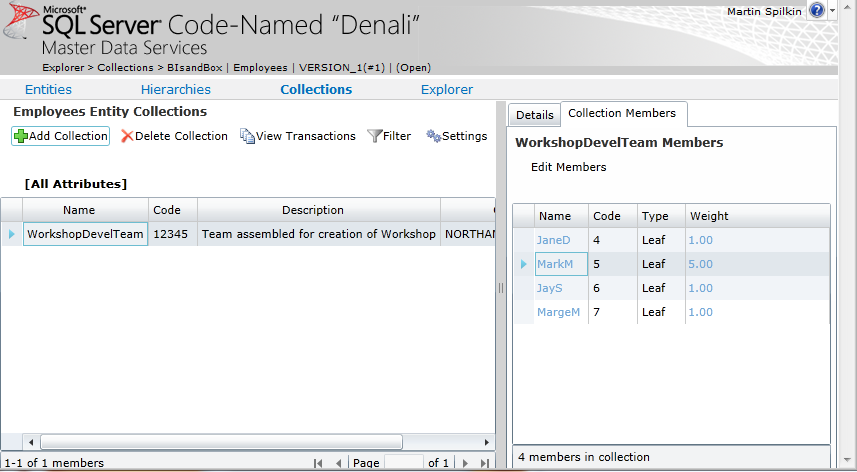 Microsoft®
SQL Server Code-Named “Denali”
Master Data Services
Martin Spilkin
Explorer > Collections > BIsandBox | Employees | VERSION_1(#1) | (Open)
Entities Hierarchies Collections Explorer
Employees Entity Collections
Add Collection Delete Collection View Transactions Filter Settings
[All Attributes]
Name Code Description
WorkshopDevelTeam 12345 Team assembled for creation of Workshop NORTHAM
1-1 of 1 members Page of 1
Details Collection Members
WorkshopDevelTeam Members
Edit Members
Name Code Type Weight
JaneD 4 Leaf 1.00
MarkM 5 Leaf 5.00
JayS 6 Leaf 1.00
MargeM 7 Leaf 1.00
4 members in collection